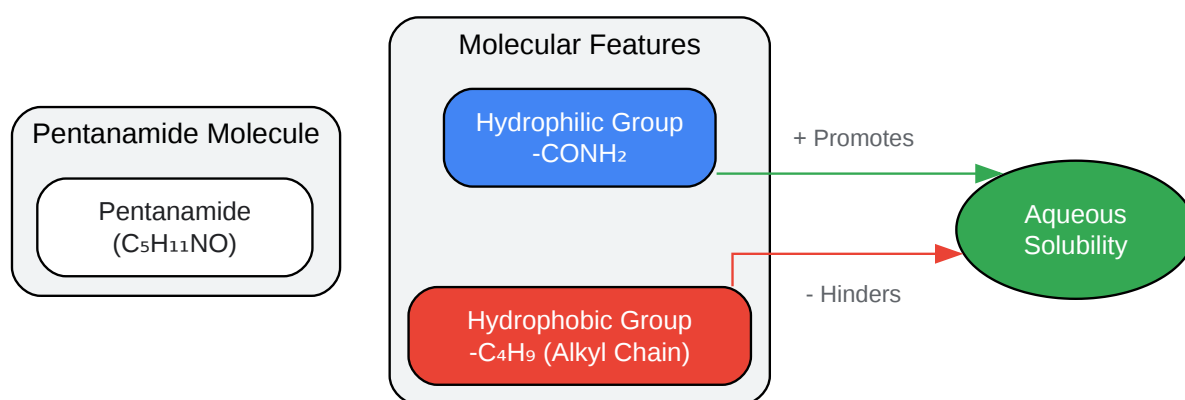 Pentanamide Molecule
Pentanamide
(C₅H₁₁NO)
Molecular Features
Hydrophilic Group
-CONH₂
Hydrophobic Group
-C₄H₉ (Alkyl Chain)
+ Promotes
- Hinders
Aqueous
Solubility